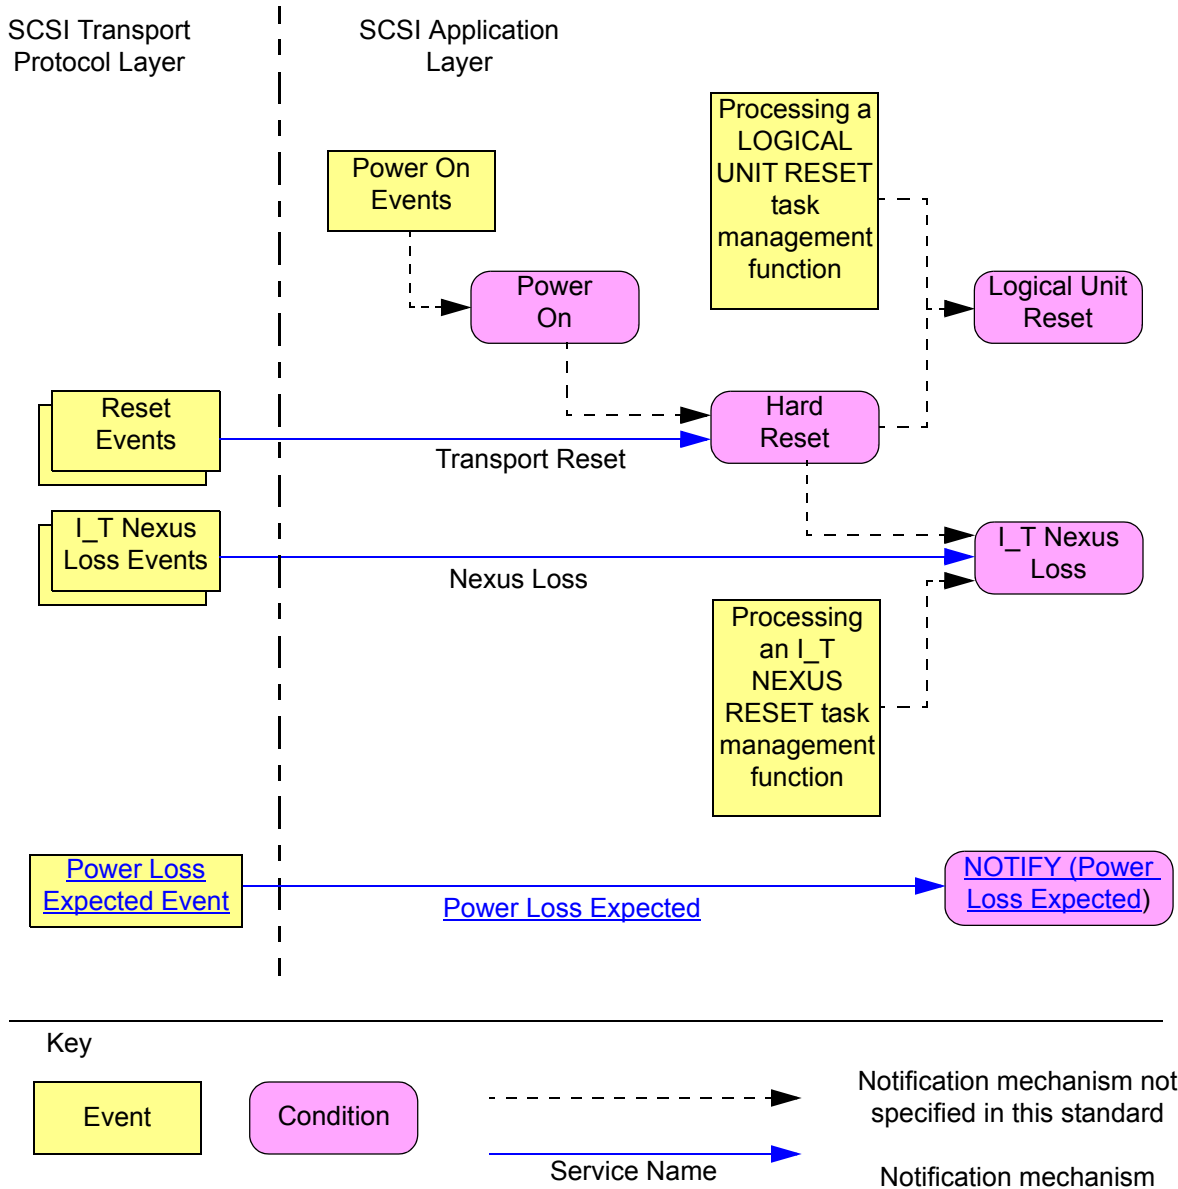 SCSI Transport
Protocol Layer
SCSI Application
Layer
Processing a
LOGICAL
UNIT RESET
task
management
function
Power On
Events
Power
On
Logical Unit
Reset
Reset
Events
Transport Reset
Hard
Reset
I_T Nexus
Loss Events
Nexus Loss
I_T Nexus
Loss
Processing
an I_T
NEXUS
RESET task
management
function
Power Loss
Expected Event
Power Loss Expected
NOTIFY (Power
Loss Expected)
Key
Event
Condition
Notification mechanism not
specified in this standard
Service Name
Notification mechanism